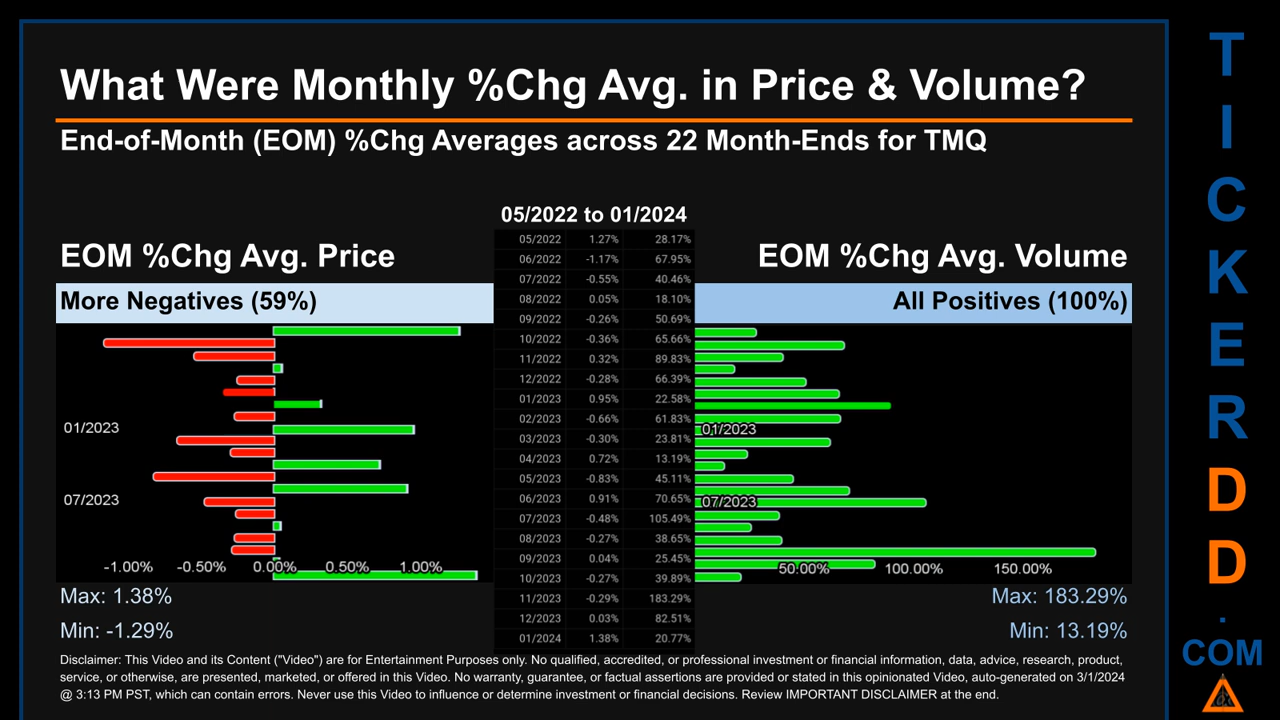 What Were Monthly %Chg Avg. in Price & Volume?
End-of-Month (EOM) %Chg Averages across 22 Month-Ends for TMQ
05/2022 to 01/2024
EOM %Chg Avg. Price
EOM %Chg Avg. Volume
More Negatives (59%)
All Positives (100%)
05/2022 1.27% 28.17%
06/2022 -1.17% 67.95%
07/2022 -0.55% 40.46%
08/2022 0.05% 18.10%
09/2022 -0.26% 50.69%
10/2022 -0.36% 65.66%
11/2022 0.32% 89.83%
12/2022 -0.28% 66.39%
01/2023 0.95% 22.58%
02/2023 -0.66% 61.83%
03/2023 -0.30% 23.81%
04/2023 0.72% 13.19%
05/2023 -0.83% 45.11%
06/2023 0.91% 70.65%
07/2023 -0.48% 105.49%
08/2023 -0.27% 38.65%
09/2023 0.04% 25.45%
10/2023 -0.27% 39.89%
11/2023 -0.29% 183.29%
12/2023 0.03% 82.51%
01/2024 1.38% 20.77%
01/2023
07/2023
-1.00% -0.50% 0.00% 0.50% 1.00%
01/2023
07/2023
50.00% 100.00% 150.00%
Max: 1.38%
Min: -1.29%
Max: 183.29%
Min: 13.19%
Disclaimer: This Video and its Content ("Video") are for Entertainment Purposes only. No qualified, accredited, or professional investment or financial information, data, advice, research, product,
service, or otherwise, are presented, marketed, or offered in this Video. No warranty, guarantee, or factual assertions are provided or stated in this opinionated Video, auto-generated on 3/1/2024
@ 3:13 PM PST, which can contain errors. Never use this Video to influence or determine investment or financial decisions. Review IMPORTANT DISCLAIMER at the end.
T
I
C
K
E
R
D
D
.
COM